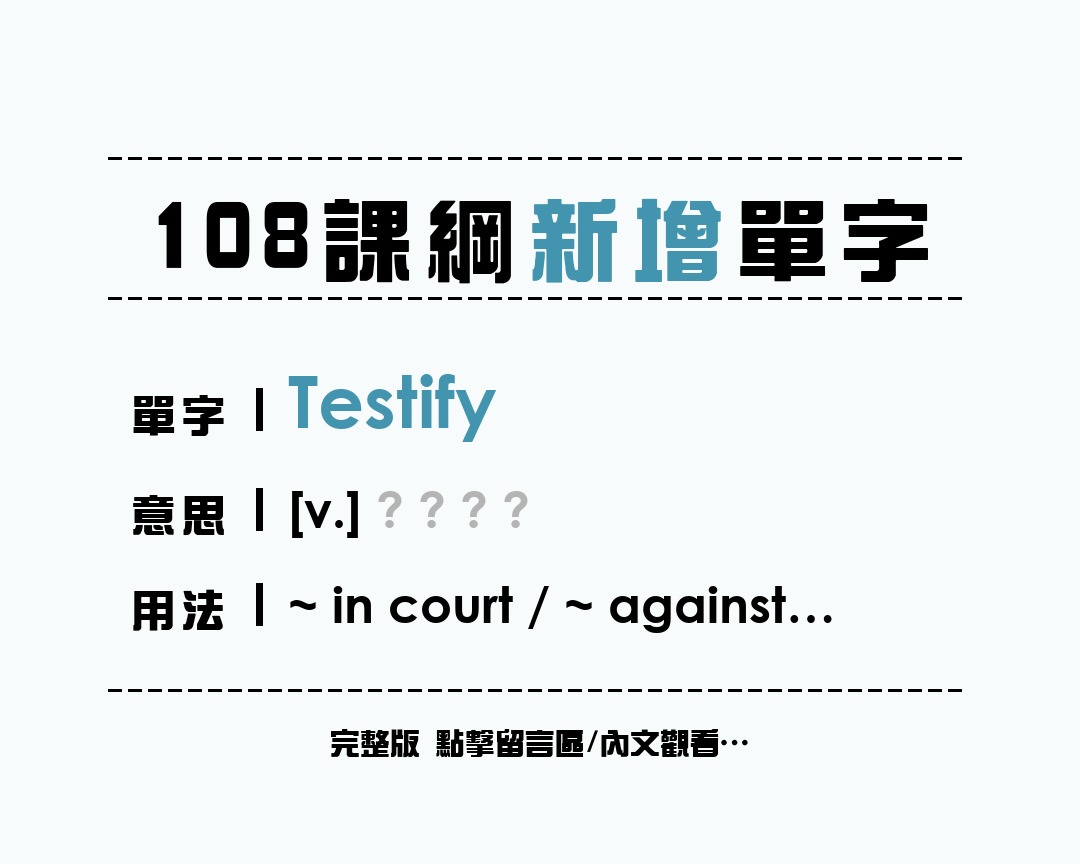 108課綱新增單字
單字 | Testify
意思 | [v.] ????
用法 | ~ in court / ~ against...
完整版 點擊留言區/內文觀看…